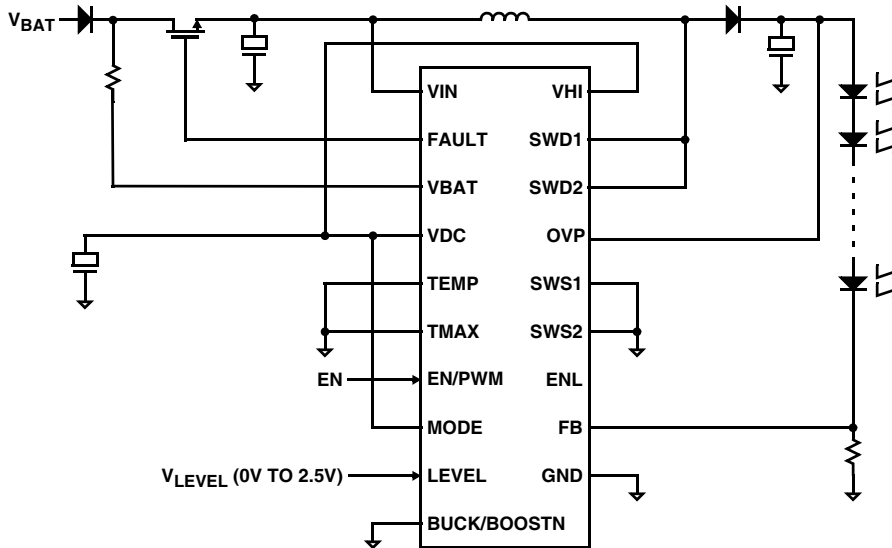 VBAT
VIN VHI
FAULT SWD1
VBAT SWD2
VDC OVP
TEMP SWS1
TMAX SWS2
EN EN/PWM ENL
MODE FB
VLEVEL (0V TO 2.5V) LEVEL GND
BUCK/BOOSTN